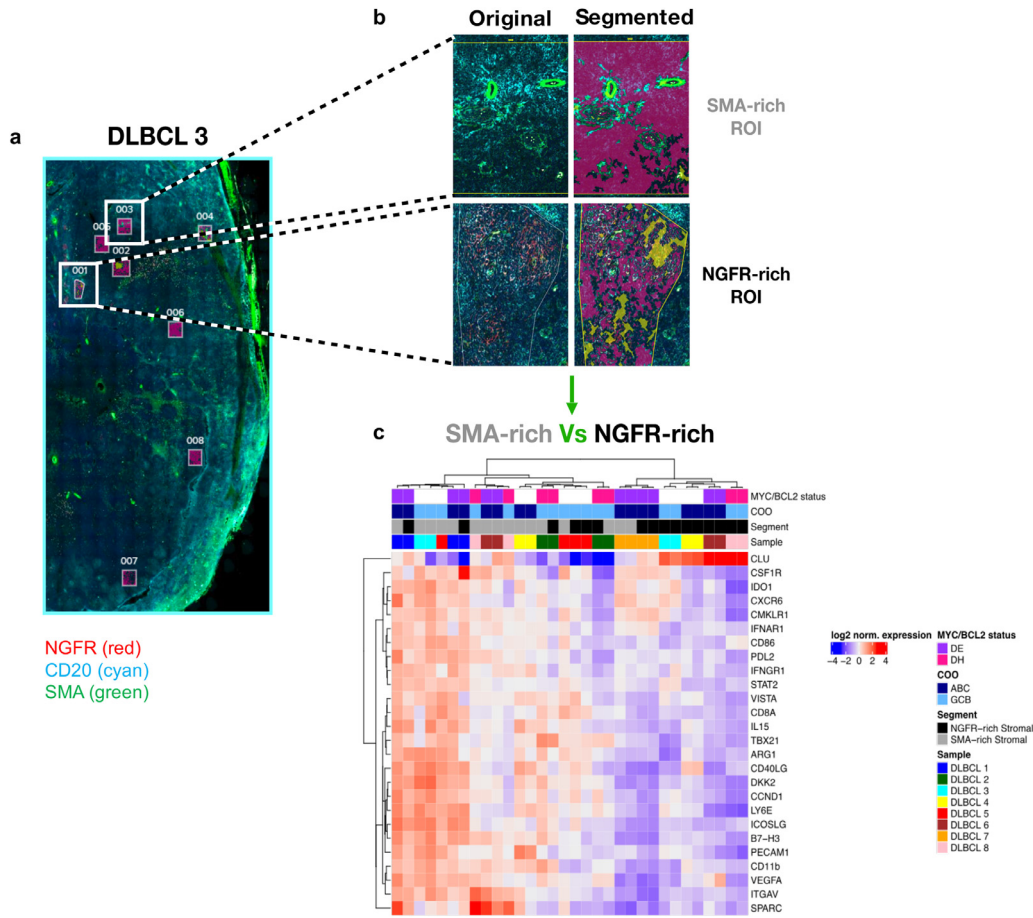 b
Original
Segmented
SMA-rich
ROI
NGFR-rich
ROI
a
DLBCL 3
003
004
005
002
001
006
008
007
NGFR (red)
CD20 (cyan)
SMA (green)
c
SMA-rich Vs NGFR-rich
MYC/BCL2 status
COO
Segment
Sample
CLU
CSF1R
IDO1
CXCR6
CMKLR1
IFNAR1
CD86
PDL2
IFNGR1
STAT2
VISTA
CD8A
IL15
TBX21
ARG1
CD40LG
DKK2
CCND1
LY6E
ICOSLG
B7-H3
PECAM1
CD11b
VEGFA
ITGAV
SPARC
log2 norm. expression
-4 -2 0 2 4
MYC/BCL2 status
DE
DH
COO
ABC
GCB
Segment
NGFR-rich Stromal
SMA-rich Stromal
Sample
DLBCL 1
DLBCL 2
DLBCL 3
DLBCL 4
DLBCL 5
DLBCL 6
DLBCL 7
DLBCL 8